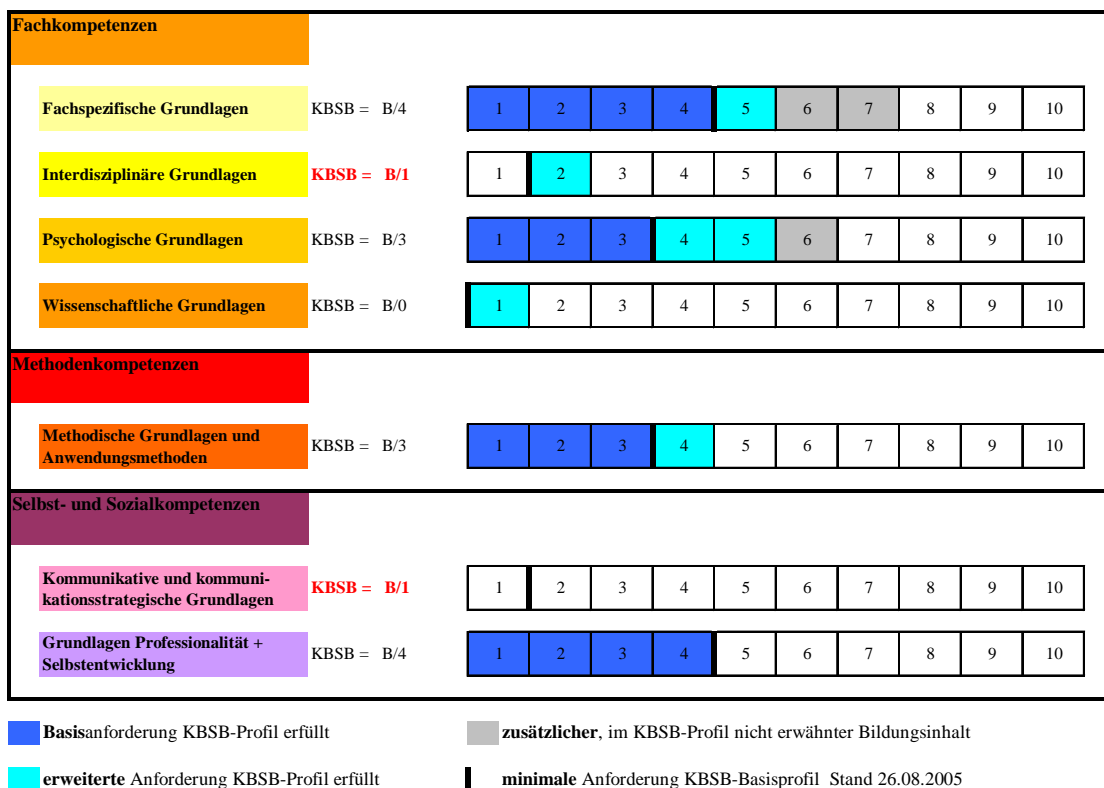 Fachkompetenzen
Fachspezifische Grundlagen KBSB = B/4 1 2 3 4 5 6 7 8 9 10
Interdisziplinäre Grundlagen KBSB = B/1 1 2 3 4 5 6 7 8 9 10
Psychologische Grundlagen KBSB = B/3 1 2 3 4 5 6 7 8 9 10
Wissenschaftliche Grundlagen KBSB = B/0 1 2 3 4 5 6 7 8 9 10
Methodenkompetenzen
Methodische Grundlagen und
Anwendungsmethoden KBSB = B/3 1 2 3 4 5 6 7 8 9 10
Selbst- und Sozialkompetenzen
Kommunikative und kommuni-
kationsstrategische Grundlagen KBSB = B/1 1 2 3 4 5 6 7 8 9 10
Grundlagen Professionalität +
Selbstentwicklung KBSB = B/4 1 2 3 4 5 6 7 8 9 10
Basisanforderung KBSB-Profil erfüllt zusätzlicher, im KBSB-Profil nicht erwähnter Bildungsinhalt
erweiterte Anforderung KBSB-Profil erfüllt minimale Anforderung KBSB-Basisprofil Stand 26.08.2005